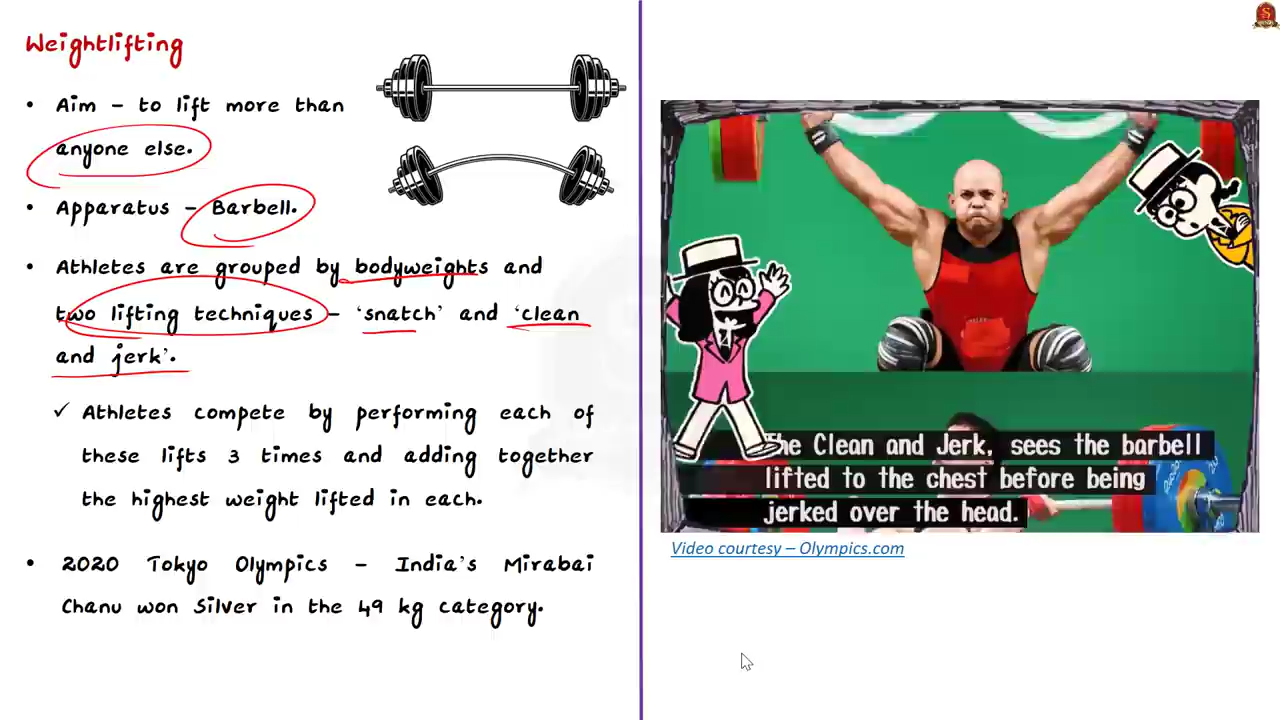 Weightlifting
• Aim – to lift more than
anyone else.
• Apparatus – Barbell.
• Athletes are grouped by bodyweights and
two lifting techniques – ‘snatch’ and ‘clean
and jerk’.
✓ Athletes compete by performing each of
these lifts 3 times and adding together
the highest weight lifted in each.
• 2020 Tokyo Olympics – India’s Mirabai
Chanu won Silver in the 49 kg category.
The Clean and Jerk, sees the barbell
lifted to the chest before being
jerked over the head.
Video courtesy – Olympics.com